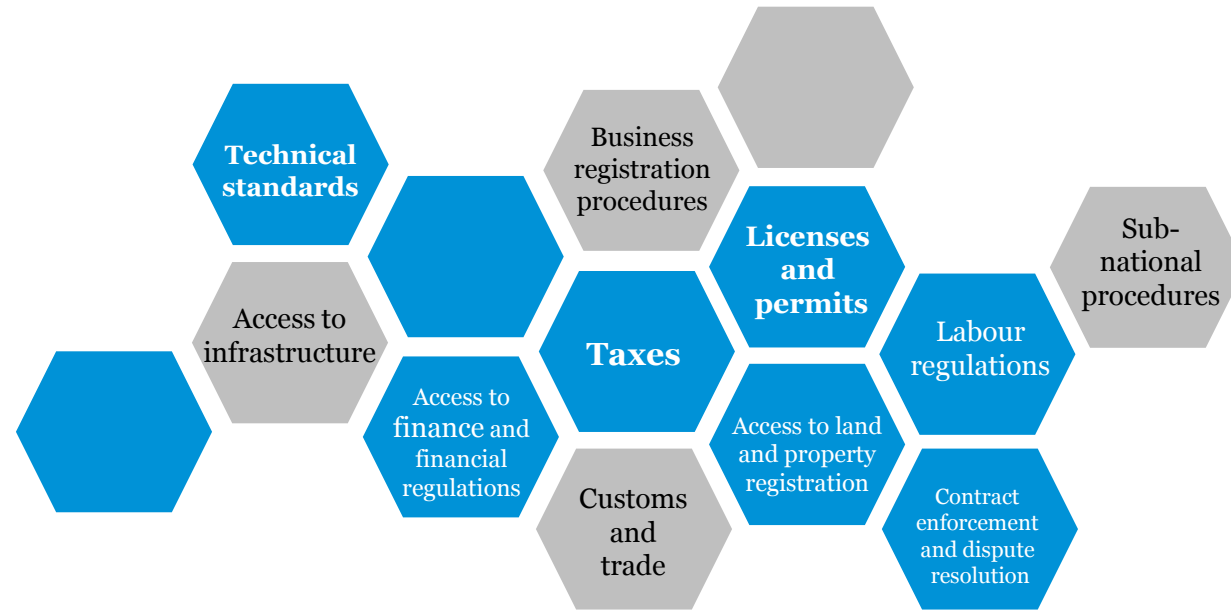 Technical
standards
Business
registration
procedures
Licenses
and
permits
Sub-
national
procedures
Access to
infrastructure
Taxes
Labour
regulations
Access to
finance and
financial
regulations
Access to land
and property
registration
Customs
and
trade
Contract
enforcement
and dispute
resolution